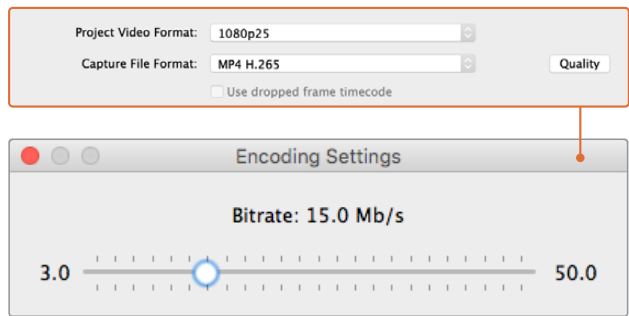 Project Video Format: 1080p25
Capture File Format: MP4 H.265 Quality
Use dropped frame timecode
Encoding Settings
Bitrate: 15.0 Mb/s
3.0 50.0